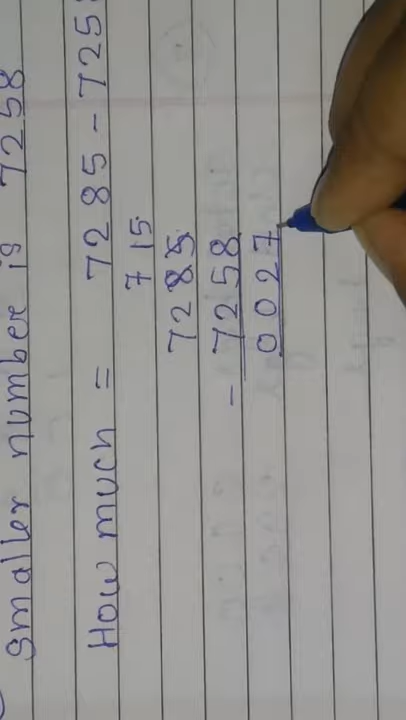 Smaller number is 7258
How much = 7285 - 7258
7 15
7285
- 7258
0027